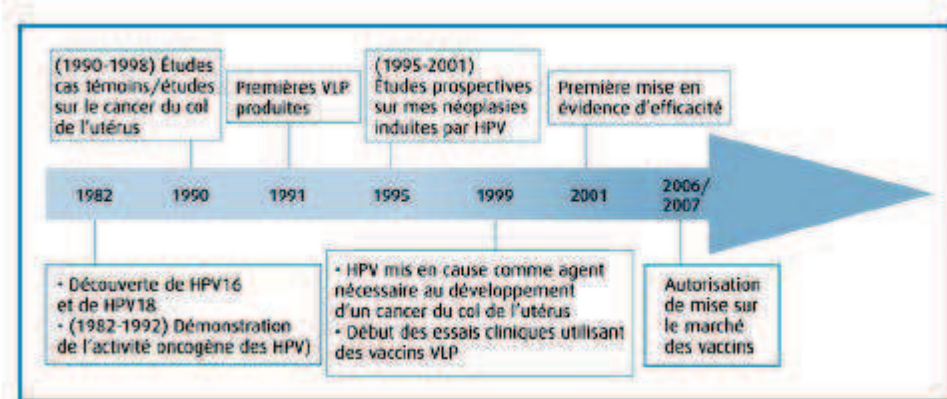 (1990-1998) Études
cas témoins/études
sur le cancer du col
de l'utérus
Premières VLP
produites
(1995-2001)
Études prospectives
sur mes néoplasies
induites par HPV
Première mise en
évidence d'efficacité
1982
1990
1991
1995
1999
2001
2006/
2007
• Découverte de HPV16
et de HPV18
• (1982-1992) Démonstration
de l'activité oncogène des HPV)
• HPV mis en cause comme agent
nécessaire au développement
d'un cancer du col de l'utérus
• Début des essais cliniques utilisant
des vaccins VLP
Autorisation
de mise sur
le marché
des vaccins